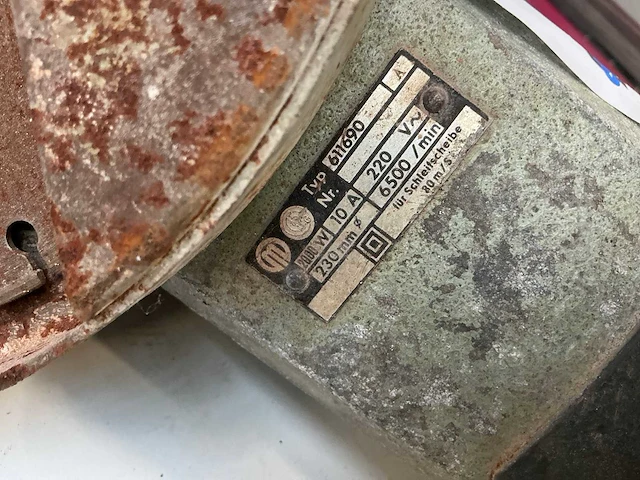 Typ 611690 A
Nr.
W 10 A 220 V~
230 mm ø 6500 /min
für Schleifscheibe
80 m/S